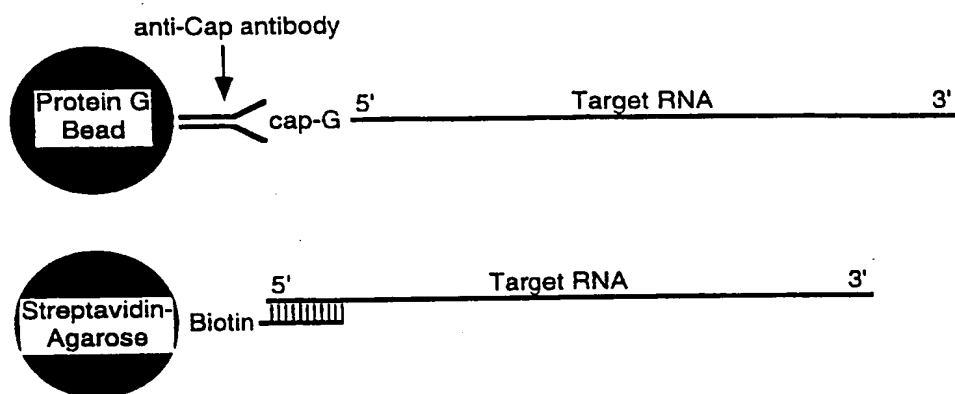 anti-Cap antibody
Protein G
Bead
cap-G
5'
Target RNA
3'
Streptavidin-
Agarose
Biotin
5'
Target RNA
3'